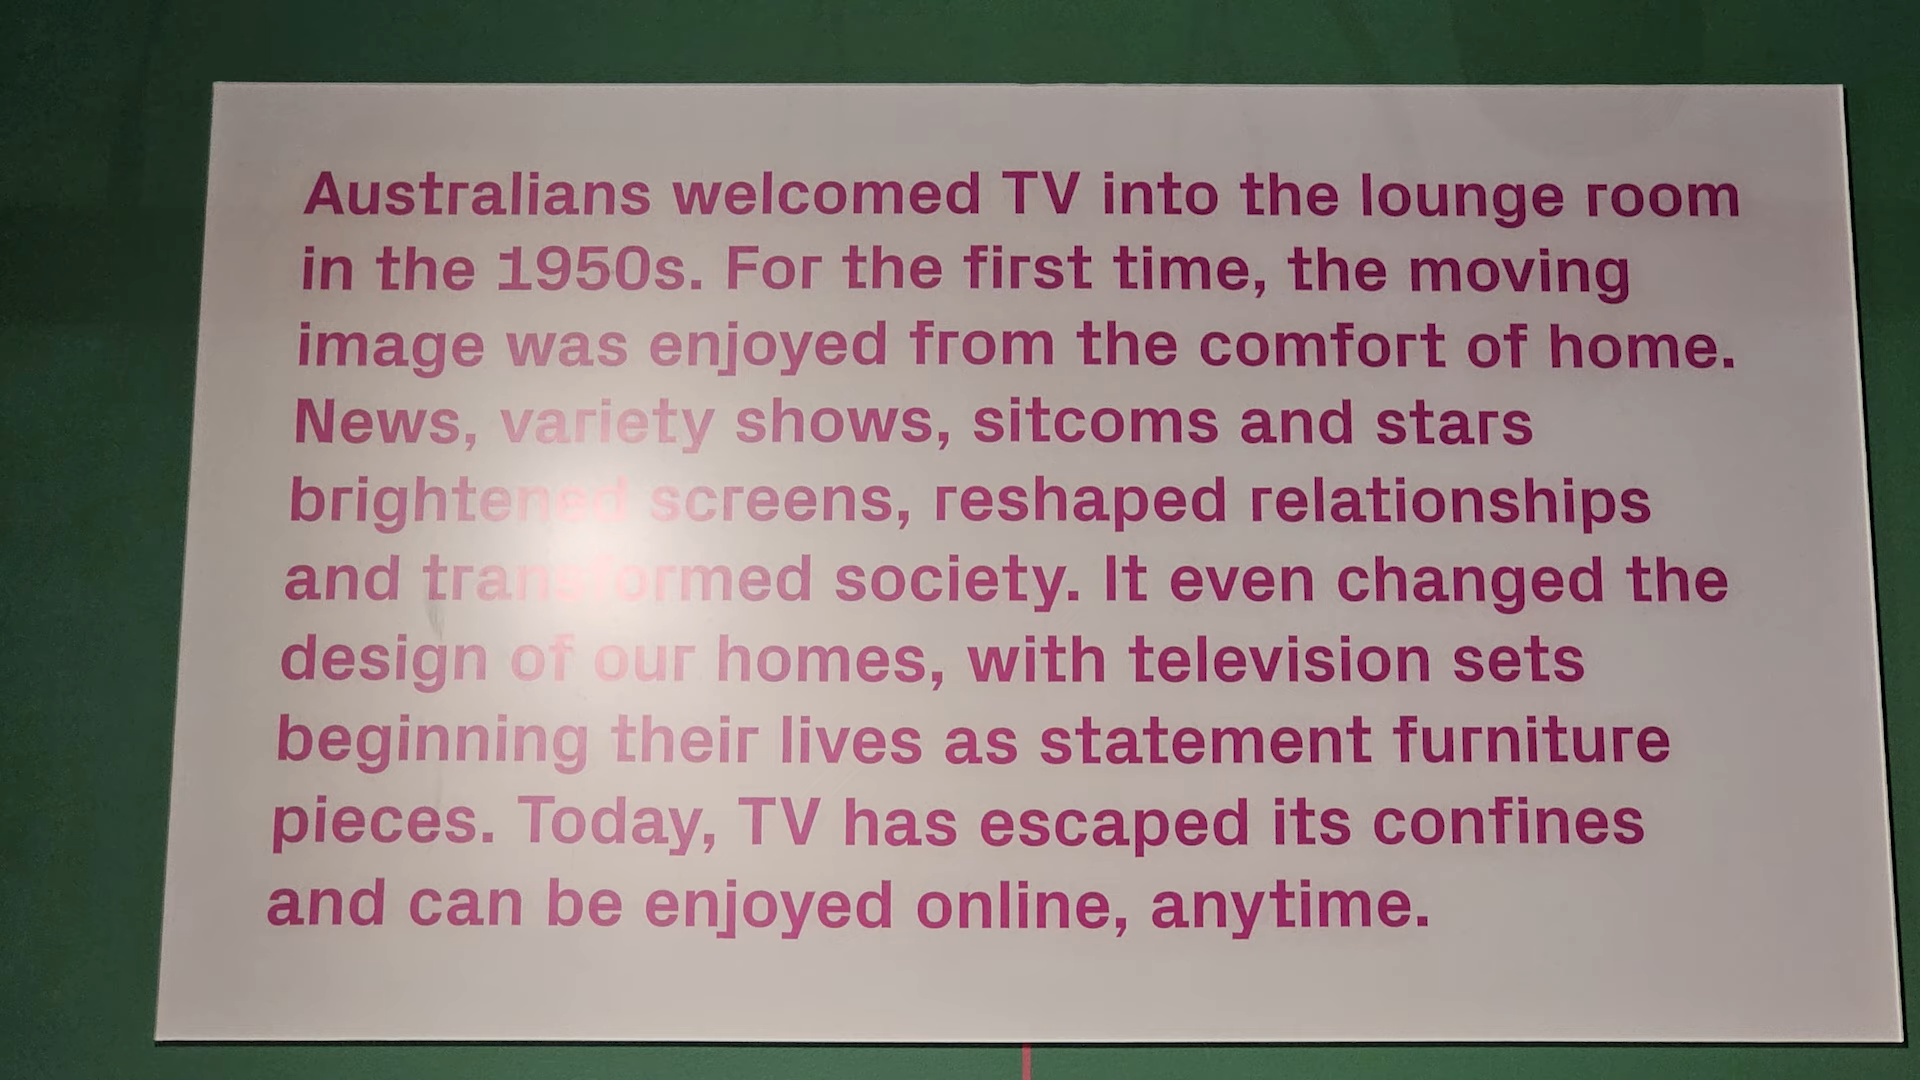 Australians welcomed TV into the lounge room
in the 1950s. For the first time, the moving
image was enjoyed from the comfort of home.
News, variety shows, sitcoms and stars
brightened screens, reshaped relationships
and transformed society. It even changed the
design of our homes, with television sets
beginning their lives as statement furniture
pieces. Today, TV has escaped its confines
and can be enjoyed online, anytime.